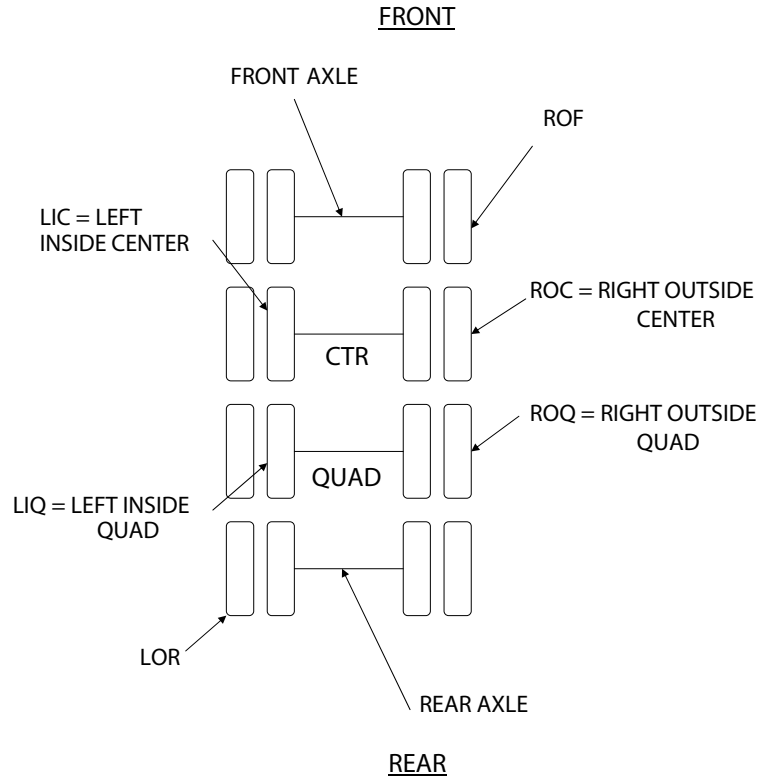 FRONT
FRONT AXLE
ROF
LIC = LEFT
INSIDE CENTER
ROC = RIGHT OUTSIDE
CENTER
CTR
ROQ = RIGHT OUTSIDE
QUAD
QUAD
LIQ = LEFT INSIDE
QUAD
LOR
REAR AXLE
REAR